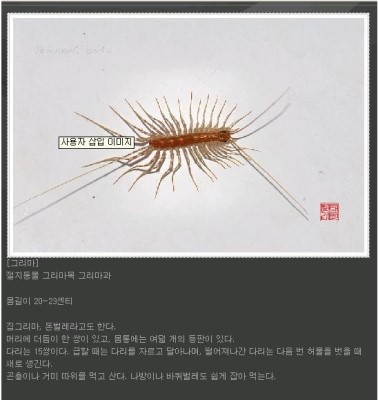 사용자 삽입 이미지
[그리마]
절지동물 그리마목 그리마과
몸길이 20~23센티
집그리마, 돈벌레라고도 한다.
머리에 더듬이 한 쌍이 있고, 몸통에는 여덟 개의 등판이 있다.
다리는 15쌍이다. 급할 때는 다리를 자르고 달아나며, 떨어져나간 다리는 다음 번 허물을 벗을 때
새로 생긴다.
곤충이나 거미 따위를 먹고 산다. 나방이나 바퀴벌레도 쉽게 잡아 먹는다.